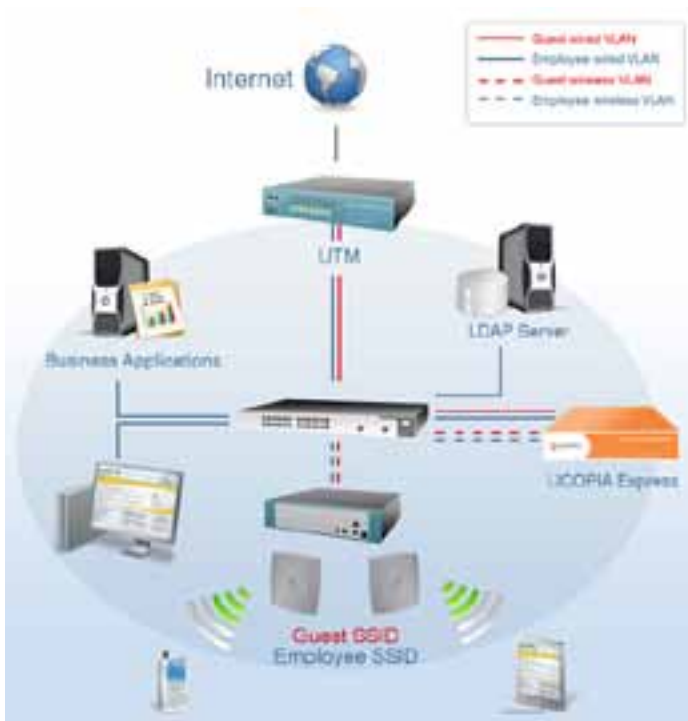 Guest wired VLAN
Employee wired VLAN
Guest wireless VLAN
Employee wireless VLAN
Internet
UTM
LDAP Server
Business Applications
UCOPIA Express
Guest SSID
Employee SSID